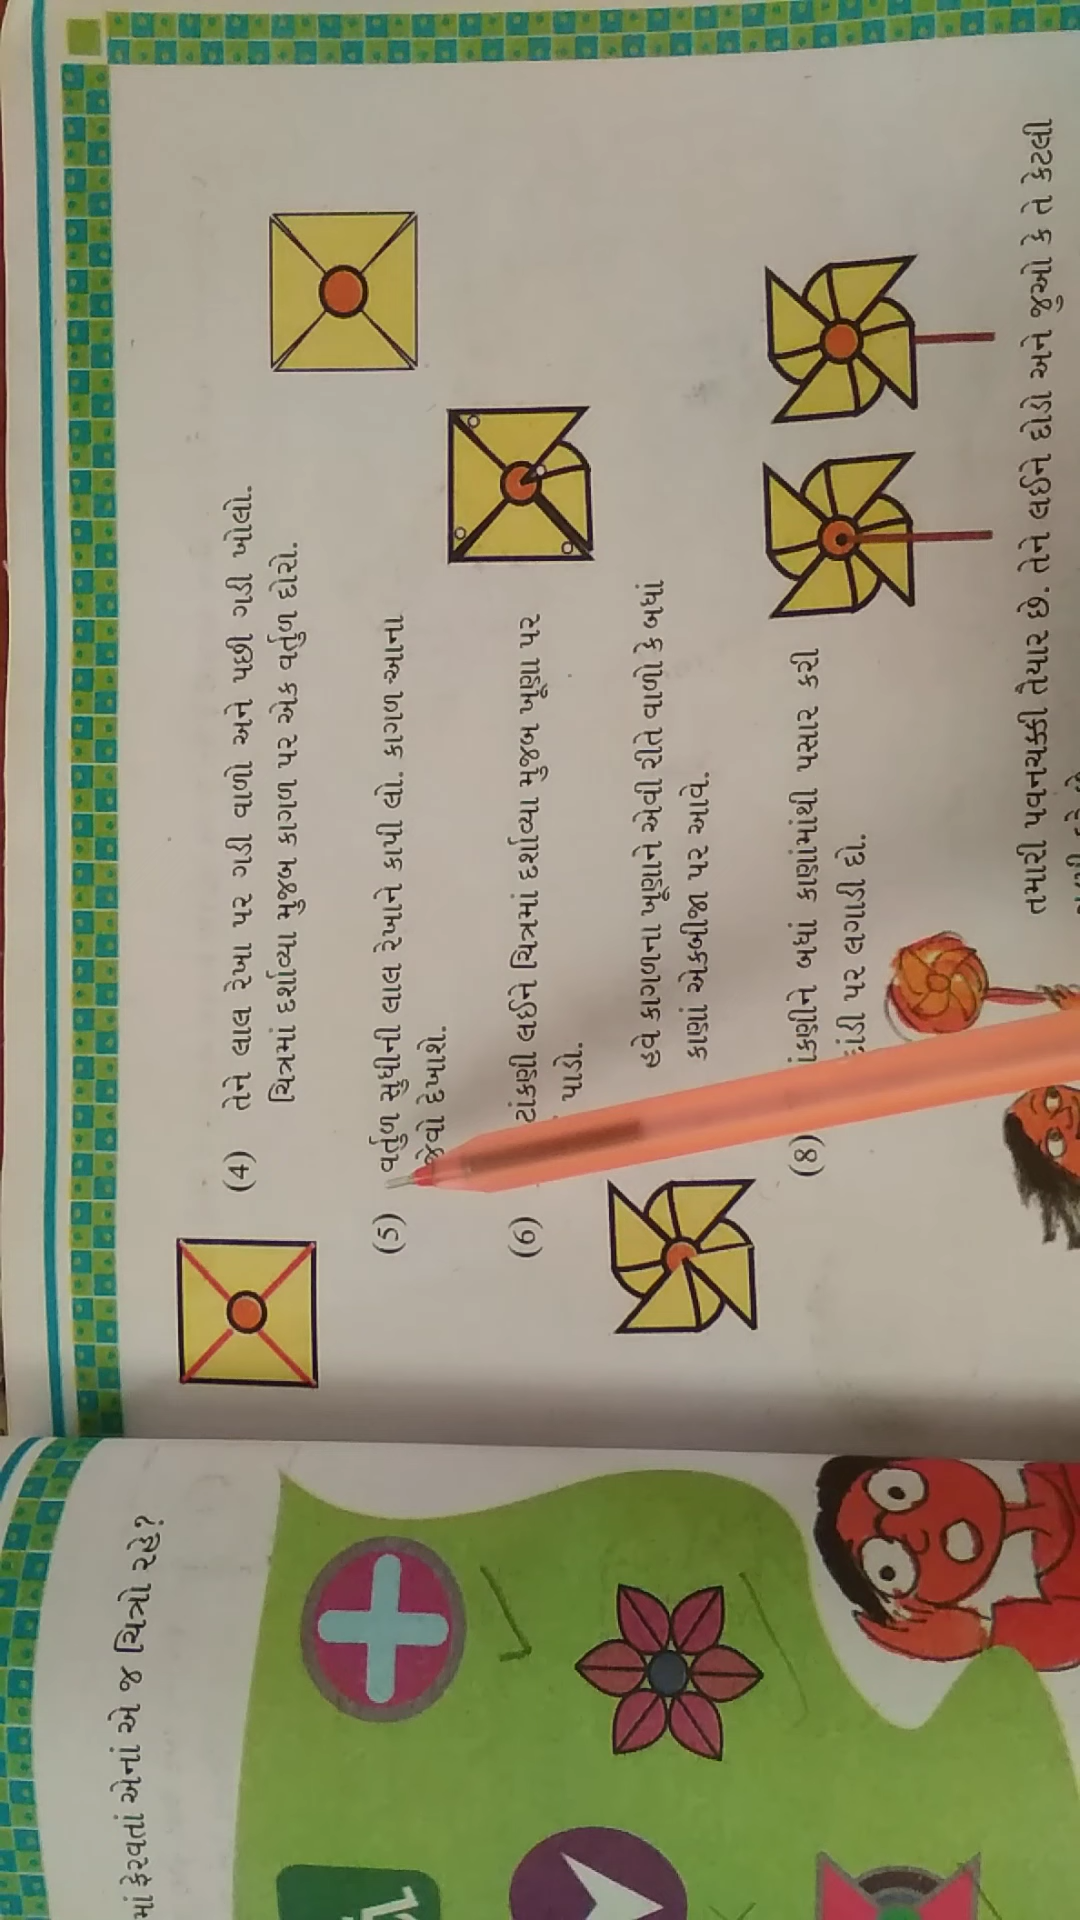 (4) તેને લાલ રેખા પર ગડી વાળો અને પછી ગડી ખોલો.
ચિત્રમાં દર્શાવ્યા મુજબ કાગળ પર એક વર્તુળ દોરો.
(5) વર્તુળ સુધીની લાલ રેખાને કાપી લો. કાગળ આના
જેવો દેખાશે.
(6) ટાંકણી લઈને ચિત્રમાં દર્શાવ્યા મુજબ ખૂણા પર
પાડો.
હવે કાગળના ખૂણાને એવી રીતે વાળો કે બધાં
કાણાં એકબીજા પર આવે.
(8) ટાંકણીને બધાં કાણાંમાંથી પસાર કરી
દાંડી પર લગાડી દો.
તમારી પવનચક્કી તૈયાર છે. તેને લઈને દોડો અને જુઓ કે તે કેટલી
ફેરવતાં એનાં એ જ ચિત્રો રહે?